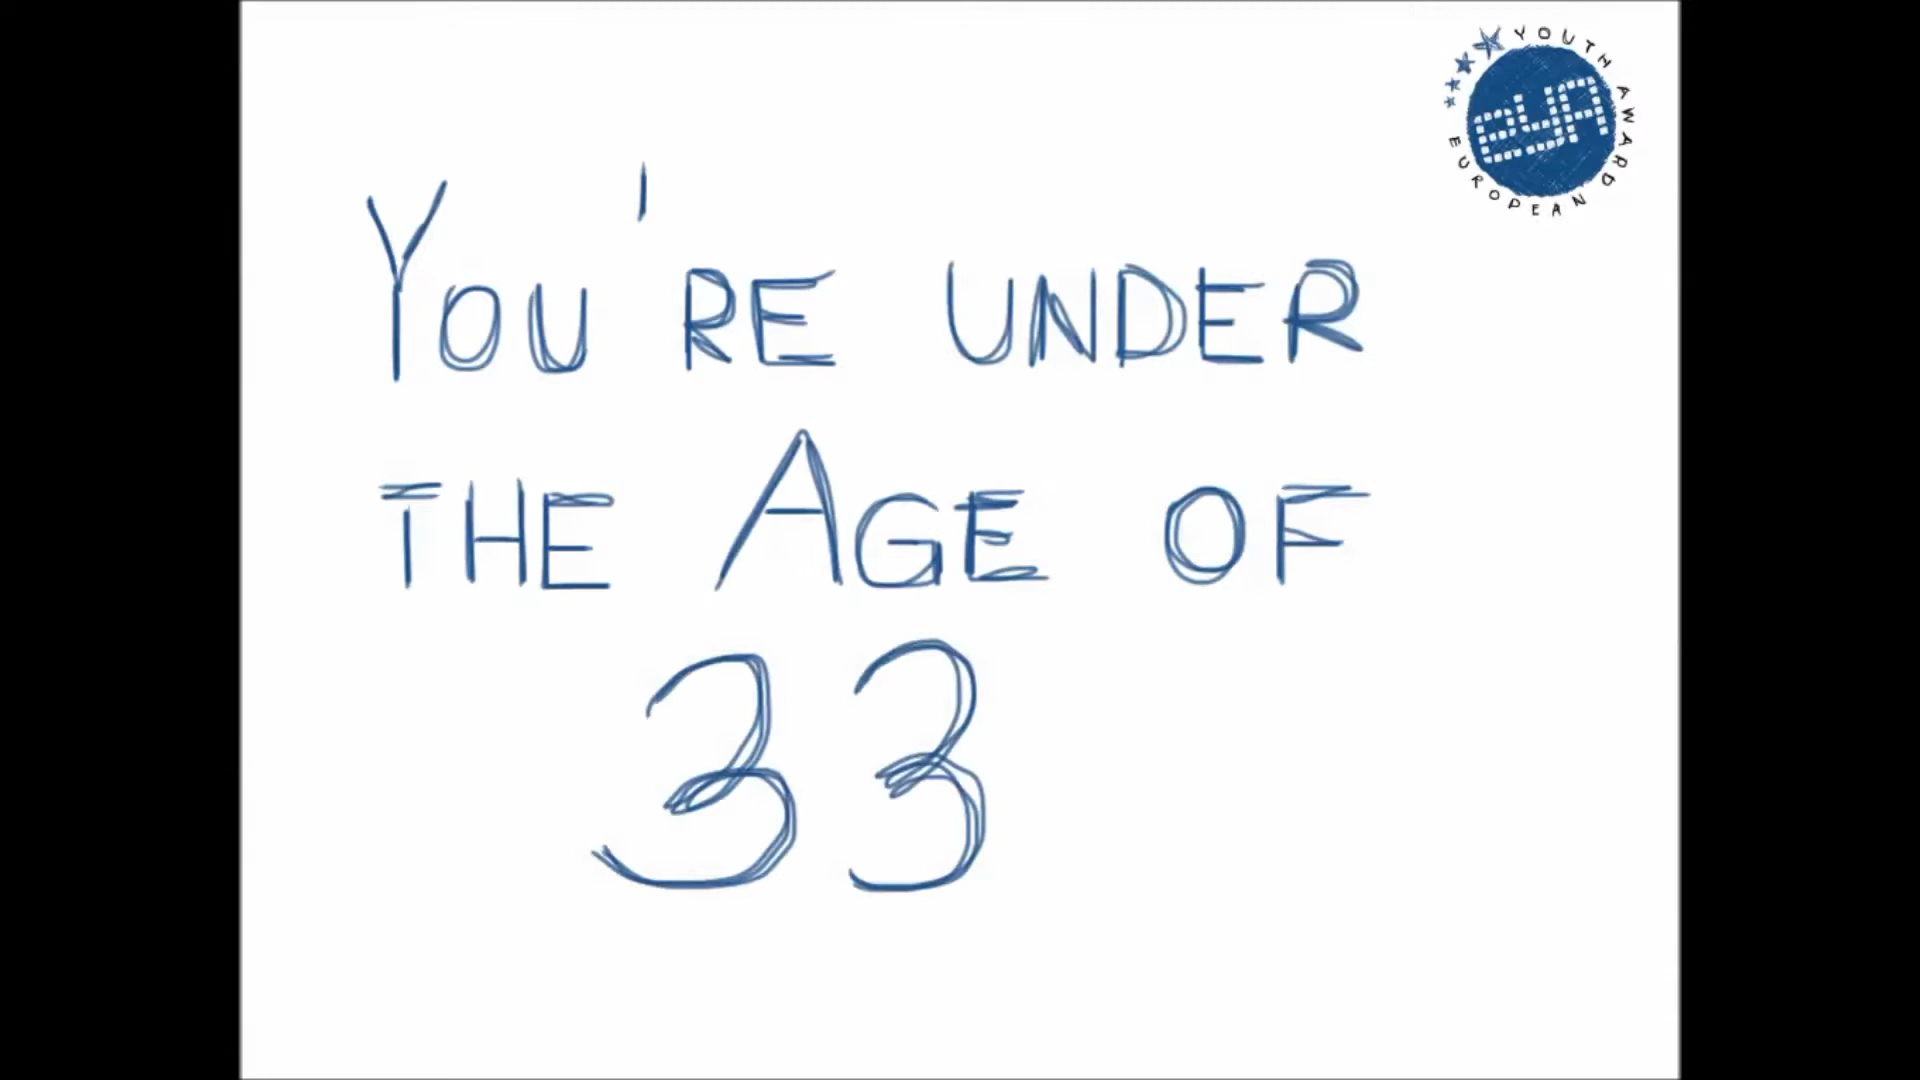 YOU'RE UNDER
THE AGE OF
33
EUROPEAN YOUTH AWARD
eyA